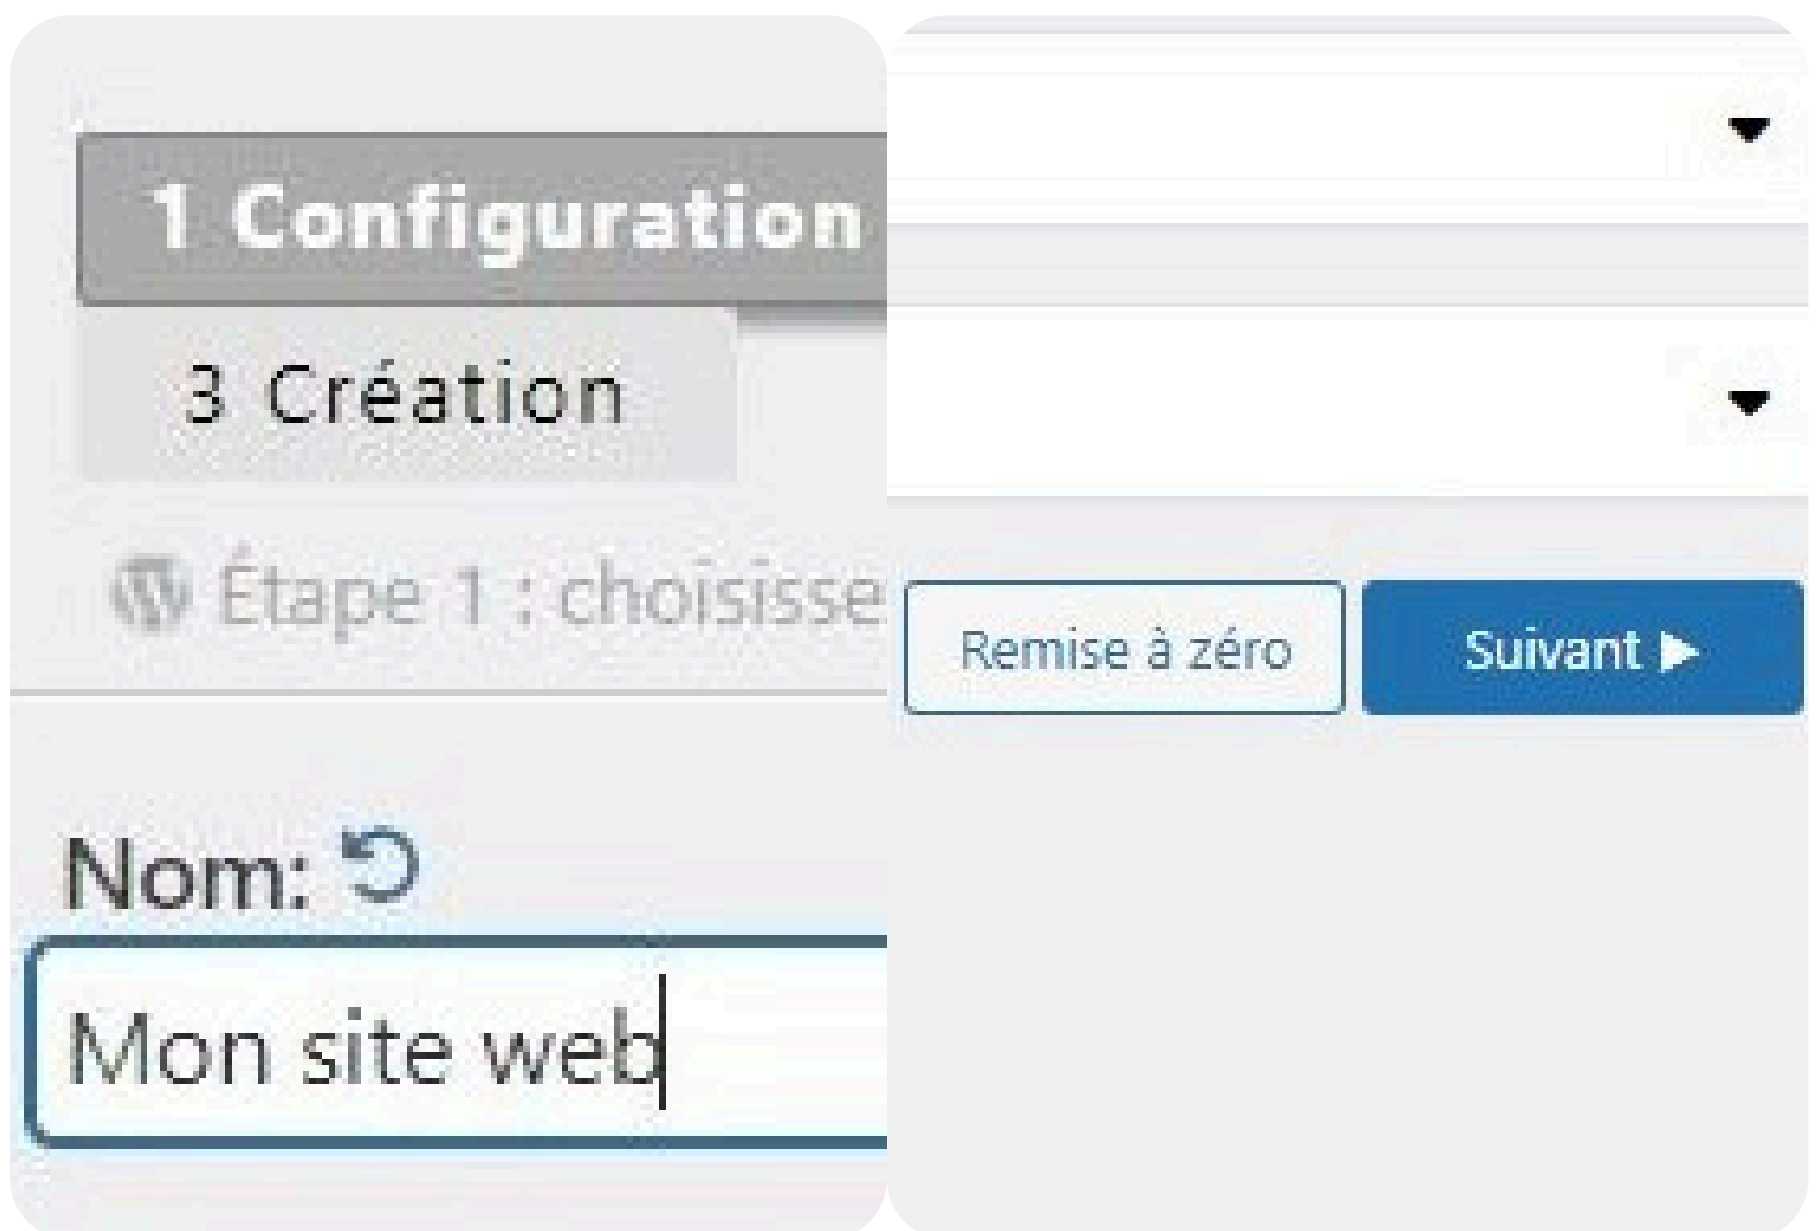 1 Configuration
3 Création
Étape 1 : choisisse
Nom:
Mon site web
Remise à zéro
Suivant